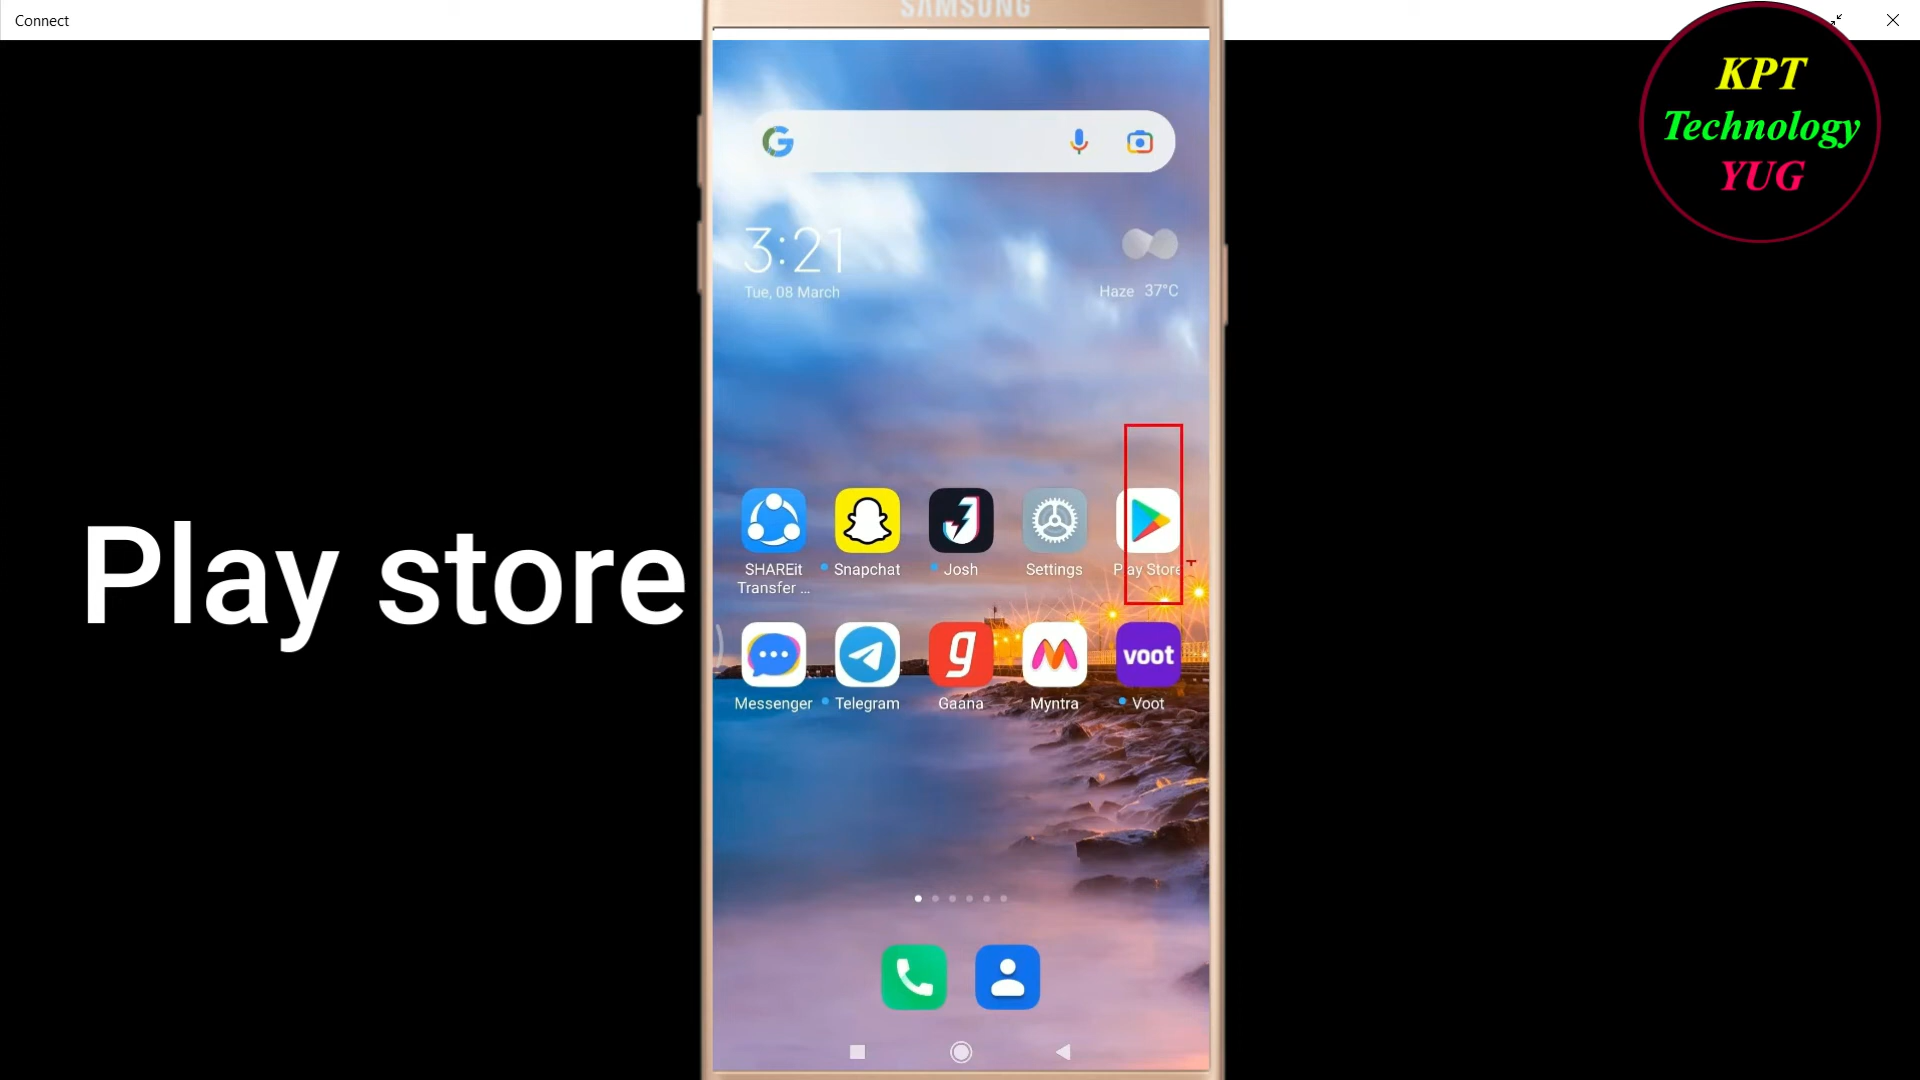 Connect
SAMSUNG
KPT
Technology
YUG
3:21
Tue, 08 March
Haze 37°C
Play store
SHAREit
Transfer ...
Snapchat
Josh
Settings
Play Store
voot
Messenger
Telegram
Gaana
Myntra
Voot